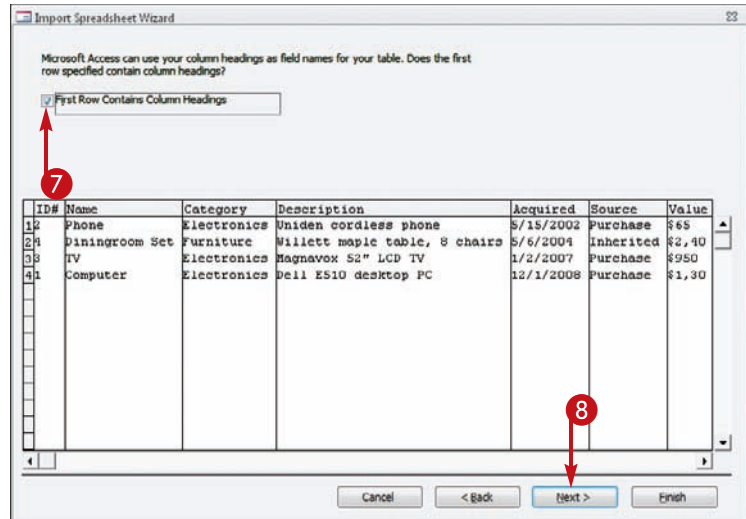 Import Spreadsheet Wizard
Microsoft Access can use your column headings as field names for your table. Does the first
row specified contain column headings?
First Row Contains Column Headings
7
ID# Name Category Description Acquired Source Value
1 2 Phone Electronics Uniden cordless phone 5/15/2002 Purchase $65
2 4 Diningroom Set Furniture Willett maple table, 8 chairs 5/6/2004 Inherited $2,40
3 3 TV Electronics Magnavox 52" LCD TV 1/2/2007 Purchase $950
4 1 Computer Electronics Dell E510 desktop PC 12/1/2008 Purchase $1,30
8
Cancel < Back Next > Finish